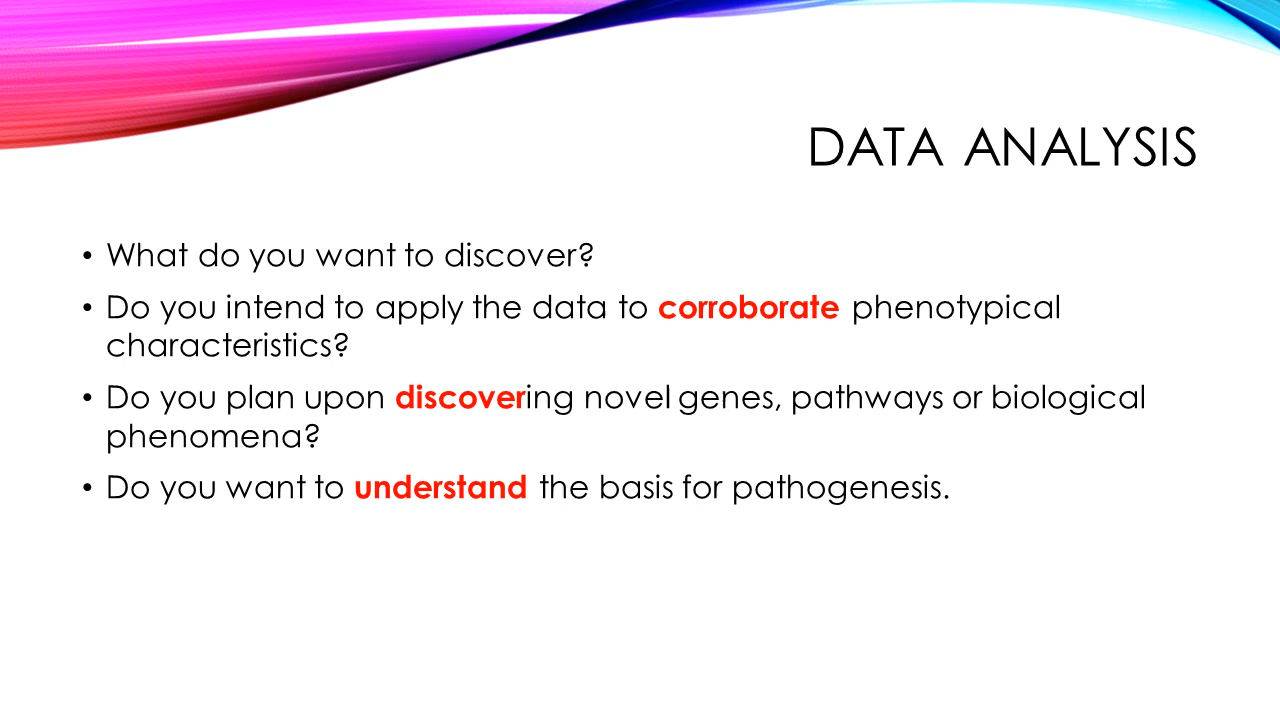 DATA ANALYSIS
• What do you want to discover?
• Do you intend to apply the data to corroborate phenotypical
characteristics?
• Do you plan upon discovering novel genes, pathways or biological
phenomena?
• Do you want to understand the basis for pathogenesis.